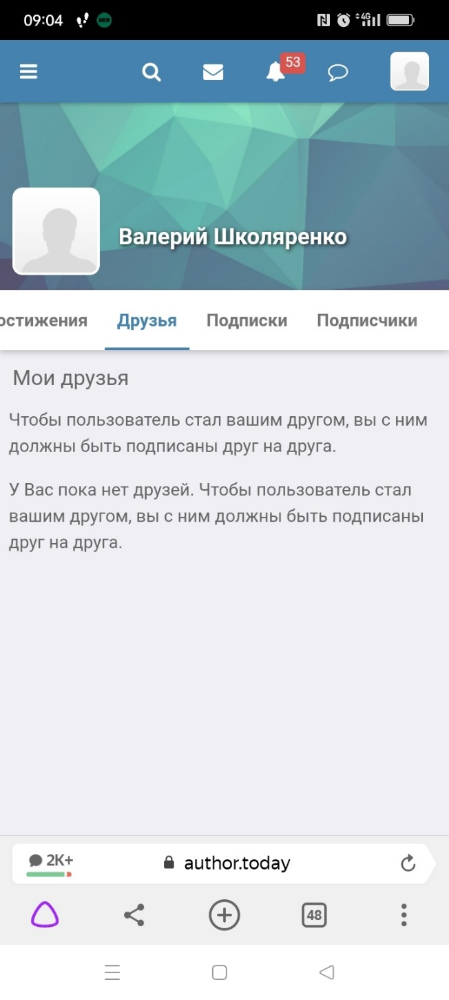 09:04
MIR
4G
53
Валерий Школяренко
остижения Друзья Подписки Подписчики
Мои друзья
Чтобы пользователь стал вашим другом, вы с ним
должны быть подписаны друг на друга.
У Вас пока нет друзей. Чтобы пользователь стал
вашим другом, вы с ним должны быть подписаны
друг на друга.
2K+ author.today
48